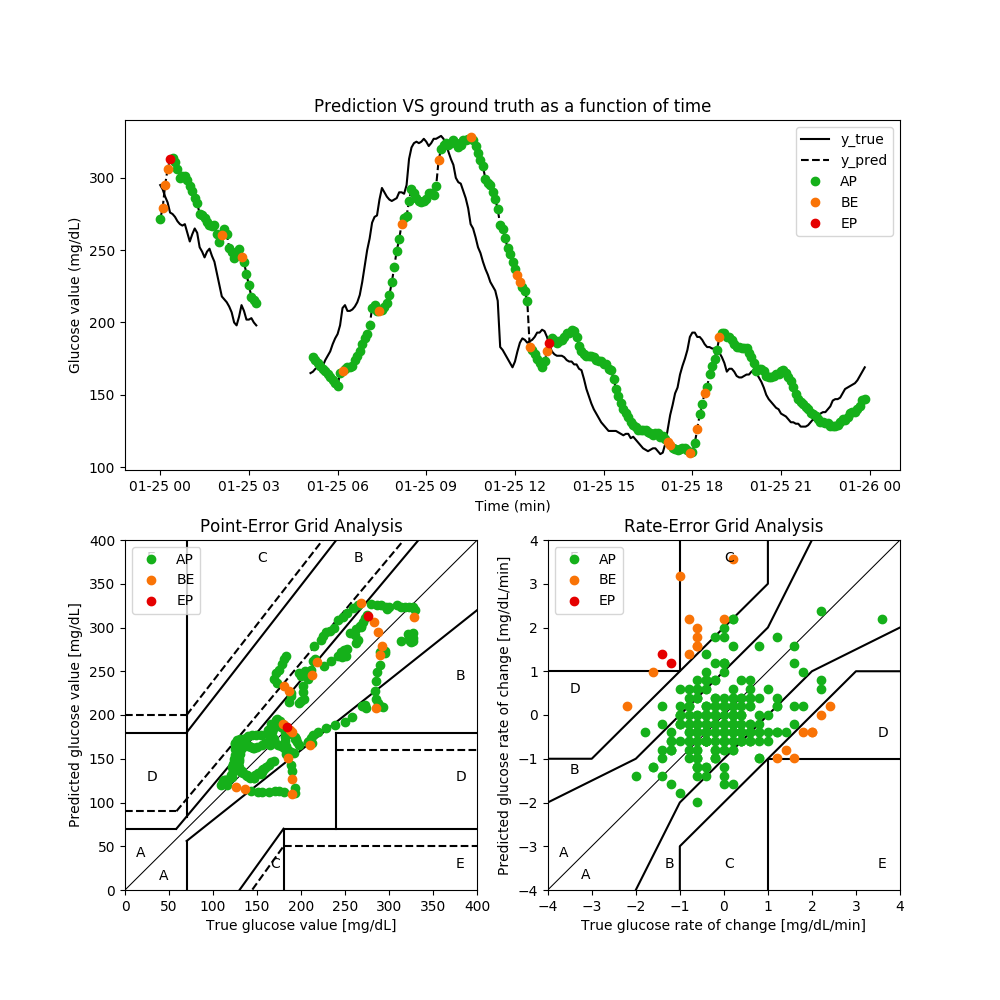 Prediction VS ground truth as a function of time
Glucose value (mg/dL)
300
250
200
150
100
y_true
y_pred
AP
BE
EP
01-25 00 01-25 03 01-25 06 01-25 09 01-25 12 01-25 15 01-25 18 01-25 21 01-26 00
Time (min)
Point-Error Grid Analysis
Predicted glucose value [mg/dL]
400
350
300
250
200
150
100
50
0
AP
BE
EP
C
B
B
D
D
A
A
C
E
0 50 100 150 200 250 300 350 400
True glucose value [mg/dL]
Rate-Error Grid Analysis
Predicted glucose rate of change [mg/dL/min]
4
3
2
1
0
−1
−2
−3
−4
AP
BE
EP
C
D
D
B
A
A
B
C
E
−4 −3 −2 −1 0 1 2 3 4
True glucose rate of change [mg/dL/min]